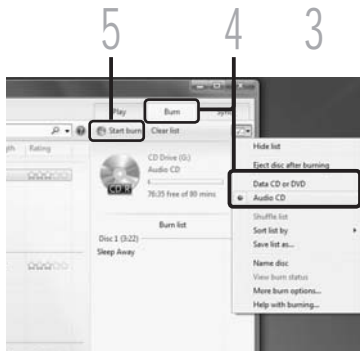 5 4 3
Play Burn Sync
Start burn Clear list
Rating
Hide list
Eject disc after burning
CD Drive (G:)
Audio CD
Data CD or DVD
Audio CD
CD-R
76:35 free of 80 mins
Shuffle list
Sort list by
Save list as...
Burn list
Disc 1 (3:22)
Sleep Away
Name disc
View burn status
More burn options...
Help with burning...